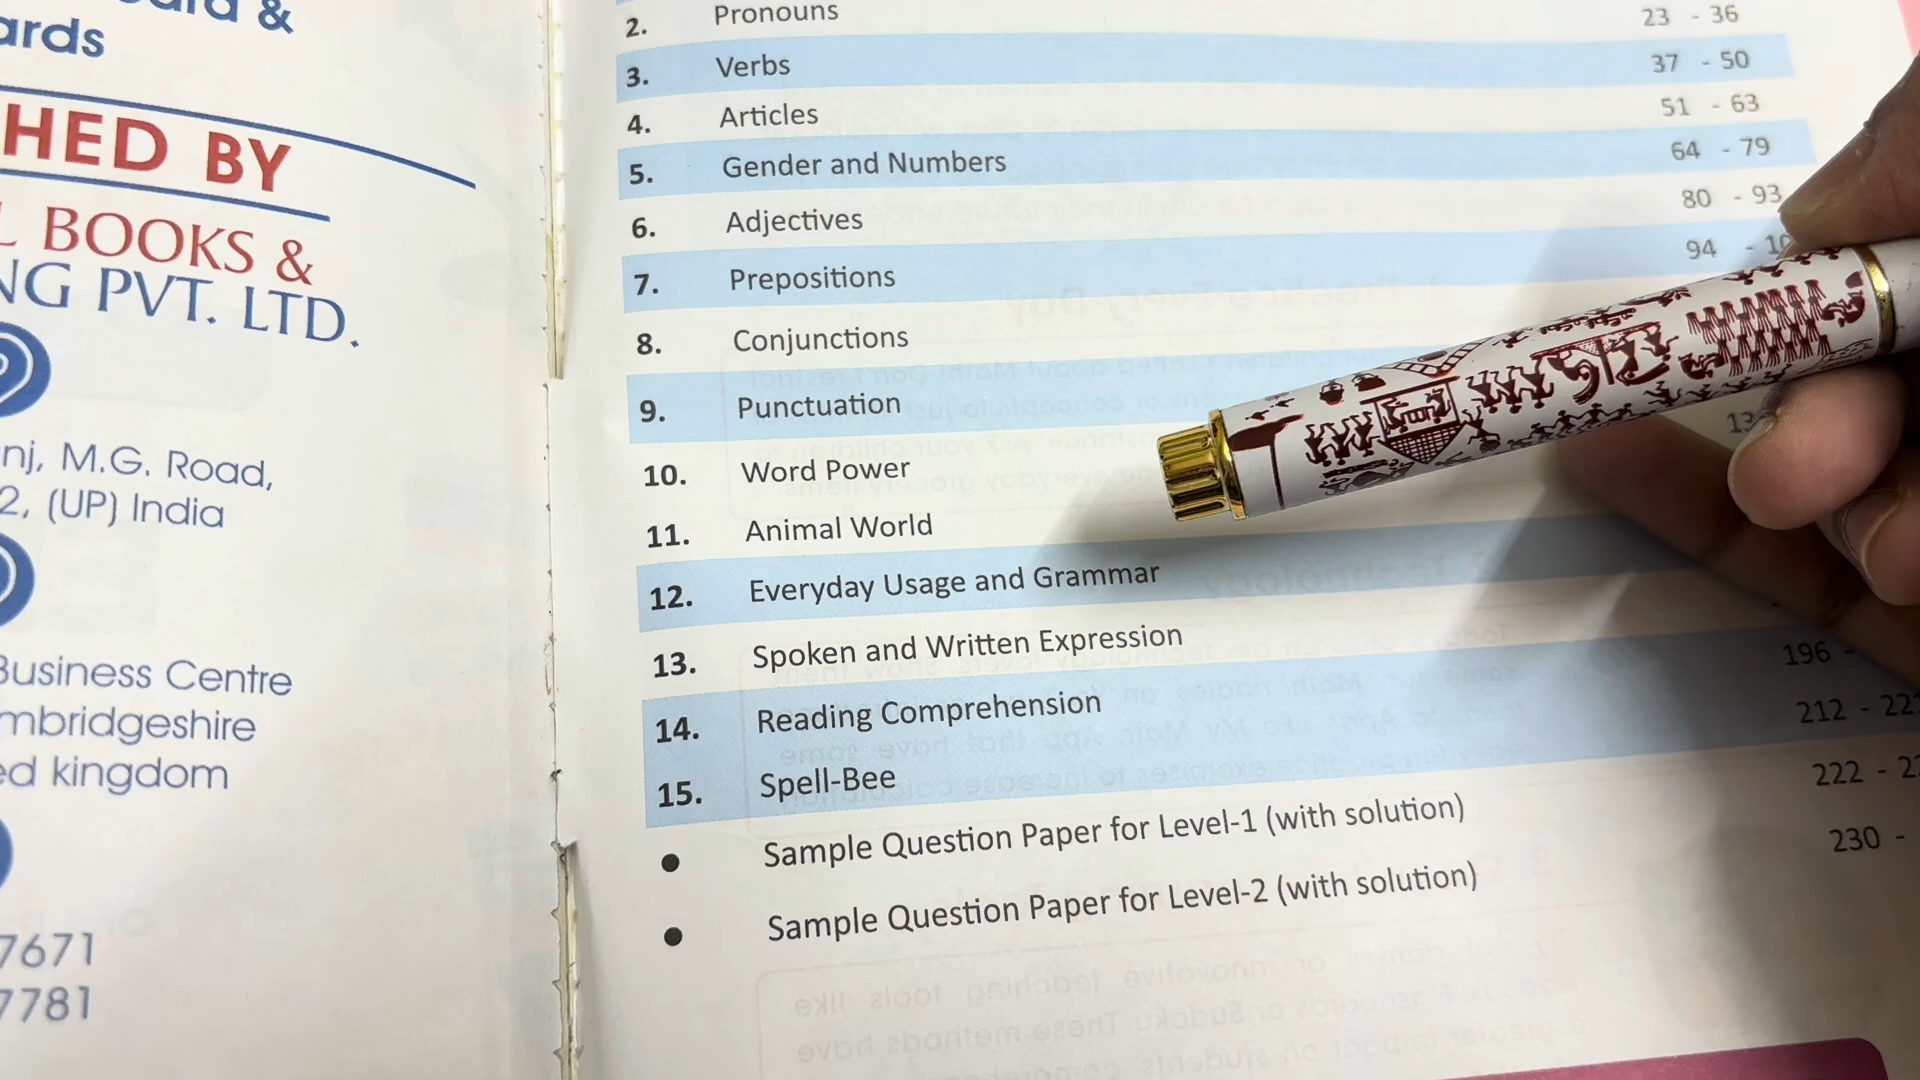 &
ards
HED BY
BOOKS &
NG PVT. LTD.
nj, M.G. Road,
2, (UP) India
Business Centre
mbridgeshire
ed kingdom
7671
7781
2. Pronouns 23 - 36
3. Verbs 37 - 50
4. Articles 51 - 63
5. Gender and Numbers 64 - 79
6. Adjectives 80 - 93
7. Prepositions 94 - 10
8. Conjunctions
9. Punctuation
10. Word Power 13
11. Animal World
12. Everyday Usage and Grammar
13. Spoken and Written Expression
14. Reading Comprehension 196 -
15. Spell-Bee 212 - 22
● Sample Question Paper for Level-1 (with solution) 222 - 2
● Sample Question Paper for Level-2 (with solution) 230 -